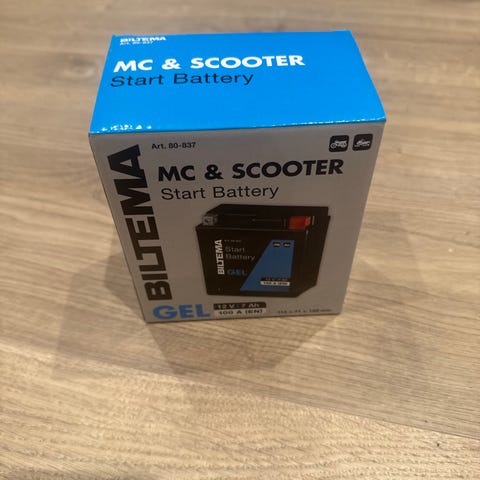 BILTEMA
Art. 80-837
MC & SCOOTER
Start Battery
Art. 80-837
MC & SCOOTER
Start Battery
BILTEMA
GEL
12 V · 7 Ah
100 A (EN)
Start
Battery
BILTEMA
GEL